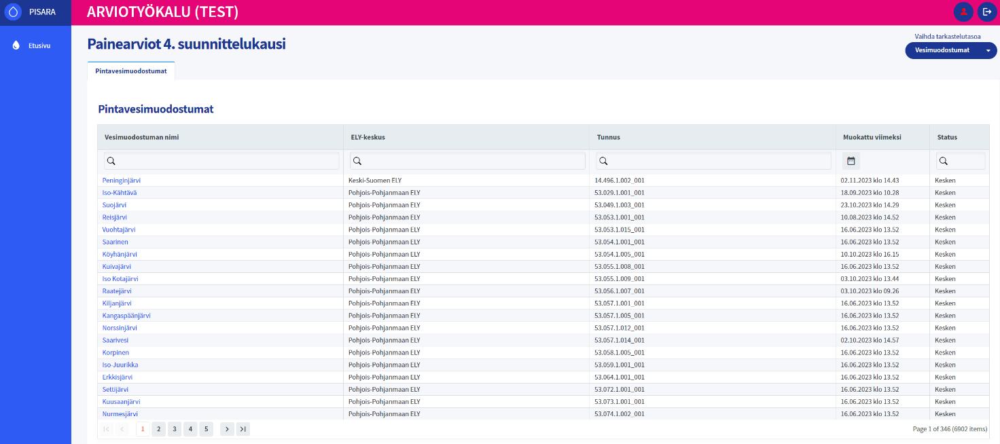 PISARA ARVIOTYÖKALU (TEST)
Etusivu
Painearviot 4. suunnittelukausi
Vaihda tarkastelutasoa
Vesimuodostumat
Pintavesimuodostumat
Pintavesimuodostumat
Vesimuodostuman nimi ELY-keskus Tunnus Muokattu viimeksi Status
Peninginjärvi Keski-Suomen ELY 14.496.1.002_001 02.11.2023 klo 14.43 Kesken
Iso-Kähtävä Pohjois-Pohjanmaan ELY 53.029.1.001_001 18.09.2023 klo 10.28 Kesken
Suojärvi Pohjois-Pohjanmaan ELY 53.049.1.003_001 23.10.2023 klo 14.29 Kesken
Reisjärvi Pohjois-Pohjanmaan ELY 53.053.1.001_001 10.08.2023 klo 14.52 Kesken
Vuohtajärvi Pohjois-Pohjanmaan ELY 53.053.1.015_001 16.06.2023 klo 13.52 Kesken
Saarinen Pohjois-Pohjanmaan ELY 53.054.1.001_001 16.06.2023 klo 13.52 Kesken
Köyhänjärvi Pohjois-Pohjanmaan ELY 53.054.1.005_001 10.10.2023 klo 16.15 Kesken
Kuivajärvi Pohjois-Pohjanmaan ELY 53.055.1.008_001 16.06.2023 klo 13.52 Kesken
Iso Kotajärvi Pohjois-Pohjanmaan ELY 53.055.1.009_001 03.10.2023 klo 13.44 Kesken
Raatejärvi Pohjois-Pohjanmaan ELY 53.056.1.007_001 03.10.2023 klo 09.26 Kesken
Kiljanjärvi Pohjois-Pohjanmaan ELY 53.057.1.001_001 16.06.2023 klo 13.52 Kesken
Kangaspäänjärvi Pohjois-Pohjanmaan ELY 53.057.1.005_001 16.06.2023 klo 13.52 Kesken
Norssinjärvi Pohjois-Pohjanmaan ELY 53.057.1.012_001 16.06.2023 klo 13.52 Kesken
Saarivesi Pohjois-Pohjanmaan ELY 53.057.1.014_001 02.10.2023 klo 14.57 Kesken
Korpinen Pohjois-Pohjanmaan ELY 53.058.1.005_001 16.06.2023 klo 13.52 Kesken
Iso-Juurikka Pohjois-Pohjanmaan ELY 53.059.1.001_001 16.06.2023 klo 13.52 Kesken
Erkkisjärvi Pohjois-Pohjanmaan ELY 53.064.1.001_001 16.06.2023 klo 13.52 Kesken
Settijärvi Pohjois-Pohjanmaan ELY 53.072.1.001_001 16.06.2023 klo 13.52 Kesken
Kuusaanjärvi Pohjois-Pohjanmaan ELY 53.073.1.001_001 16.06.2023 klo 13.52 Kesken
Nurmesjärvi Pohjois-Pohjanmaan ELY 53.074.1.002_001 16.06.2023 klo 13.52 Kesken
1 2 3 4 5 Page 1 of 346 (6902 items)